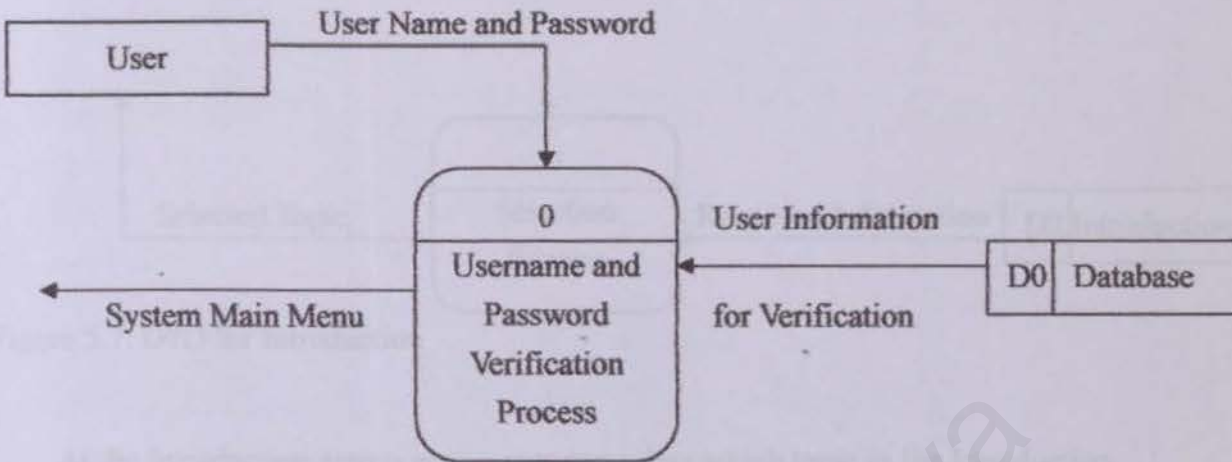 User Name and Password
User
0
Username and
Password
Verification
Process
User Information
for Verification
D0 Database
System Main Menu